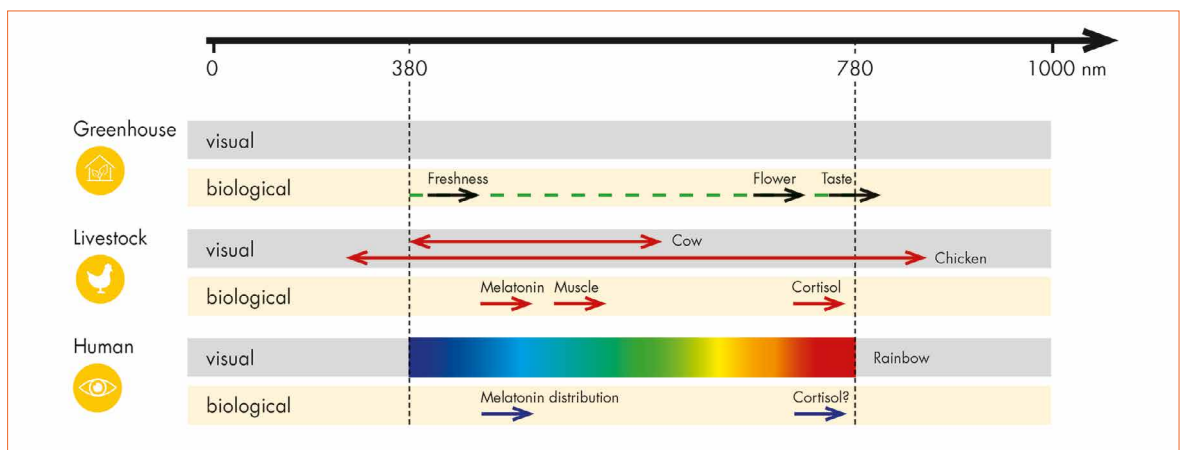 0 380 780 1000 nm
Greenhouse
visual
biological
Freshness Flower Taste
Livestock
visual
Cow
Chicken
biological
Melatonin Muscle Cortisol
Human
visual
Rainbow
biological
Melatonin distribution Cortisol?